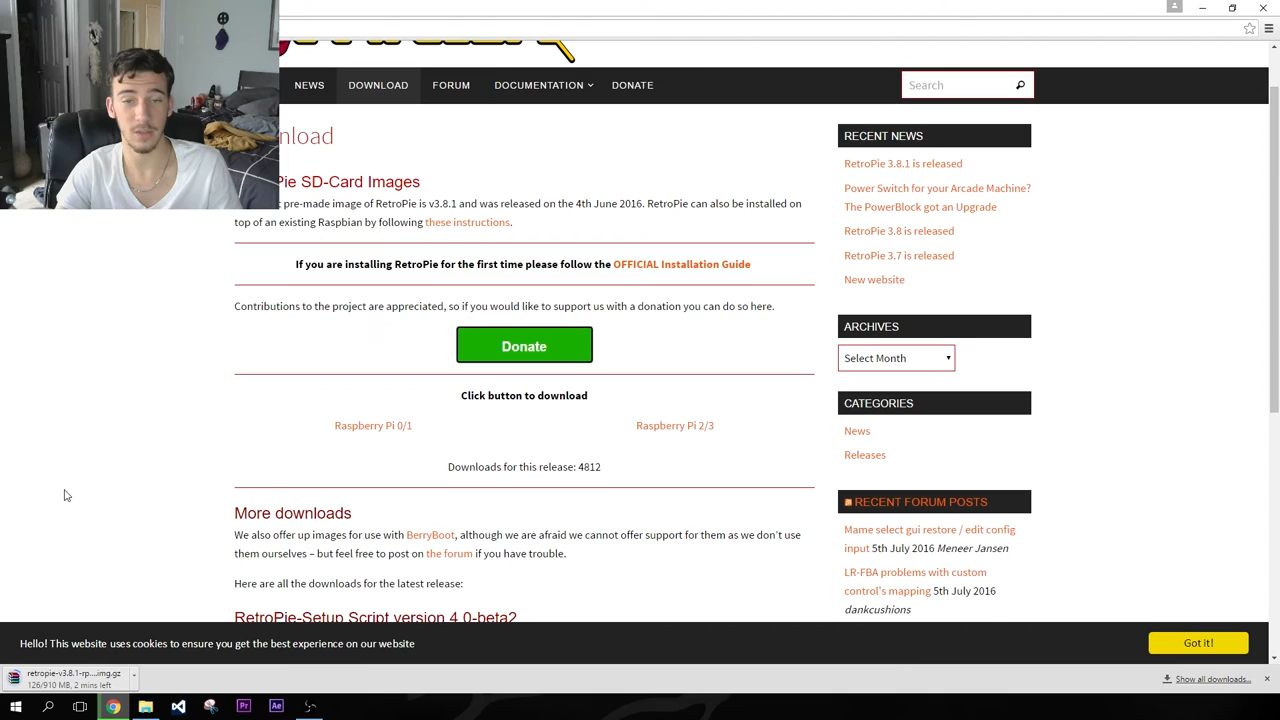 NEWS
DOWNLOAD
FORUM
DOCUMENTATION
DONATE
Search
nload
Pie SD-Card Images
pre-made image of RetroPie is v3.8.1 and was released on the 4th June 2016. RetroPie can also be installed on
top of an existing Raspbian by following these instructions.
If you are installing RetroPie for the first time please follow the OFFICIAL Installation Guide
Contributions to the project are appreciated, so if you would like to support us with a donation you can do so here.
Donate
Click button to download
Raspberry Pi 0/1
Raspberry Pi 2/3
Downloads for this release: 4812
More downloads
We also offer up images for use with BerryBoot, although we are afraid we cannot offer support for them as we don't use
them ourselves – but feel free to post on the forum if you have trouble.
Here are all the downloads for the latest release:
RetroPie-Setup Script version 4.0-beta2
RECENT NEWS
RetroPie 3.8.1 is released
Power Switch for your Arcade Machine?
The PowerBlock got an Upgrade
RetroPie 3.8 is released
RetroPie 3.7 is released
New website
ARCHIVES
Select Month
CATEGORIES
News
Releases
RECENT FORUM POSTS
Mame select gui restore / edit config
input 5th July 2016 Meneer Jansen
LR-FBA problems with custom
control's mapping 5th July 2016
dankcushions
Hello! This website uses cookies to ensure you get the best experience on our website
Got it!
retropie-v3.8.1-rp....img.gz
126/910 MB, 2 mins left
Show all downloads...
Pr
Ae